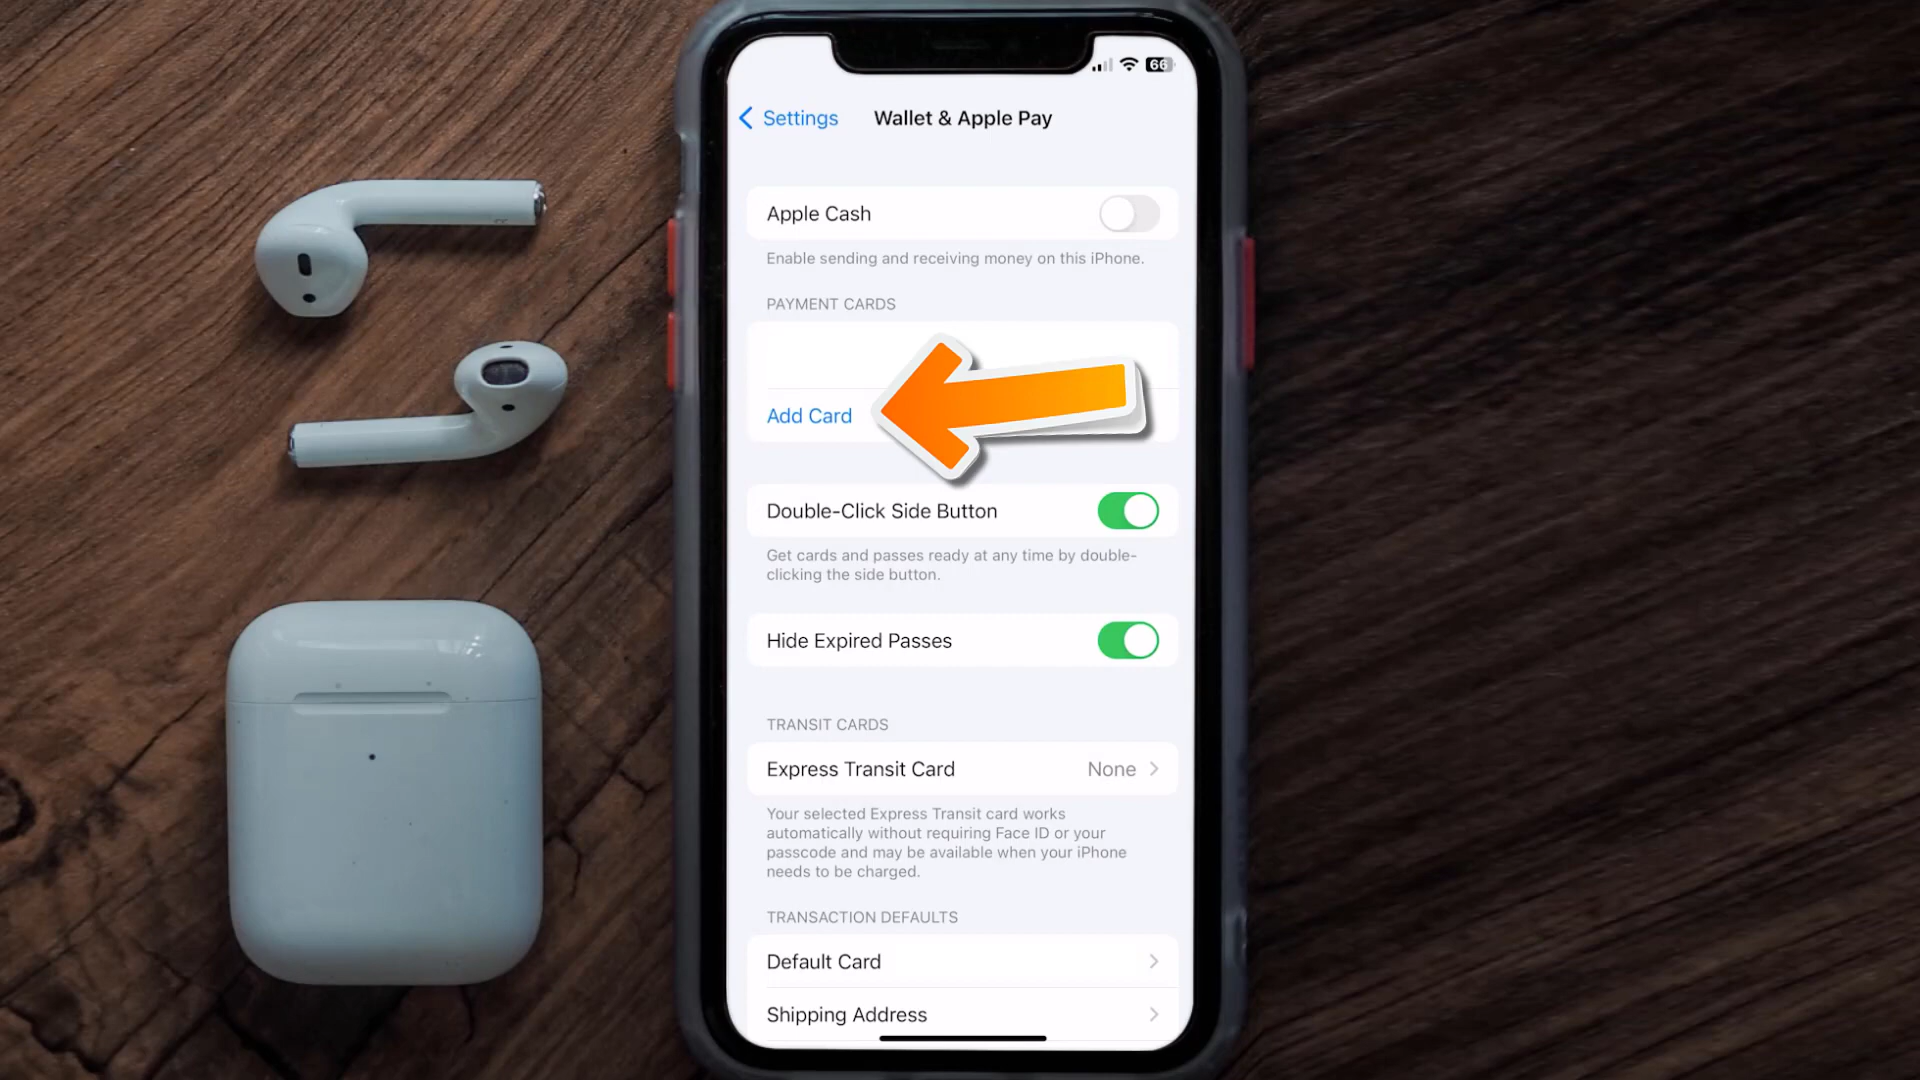 66
Settings
Wallet & Apple Pay
Apple Cash
Enable sending and receiving money on this iPhone.
PAYMENT CARDS
Add Card
Double-Click Side Button
Get cards and passes ready at any time by double-
clicking the side button.
Hide Expired Passes
TRANSIT CARDS
Express Transit Card
None
Your selected Express Transit card works
automatically without requiring Face ID or your
passcode and may be available when your iPhone
needs to be charged.
TRANSACTION DEFAULTS
Default Card
Shipping Address